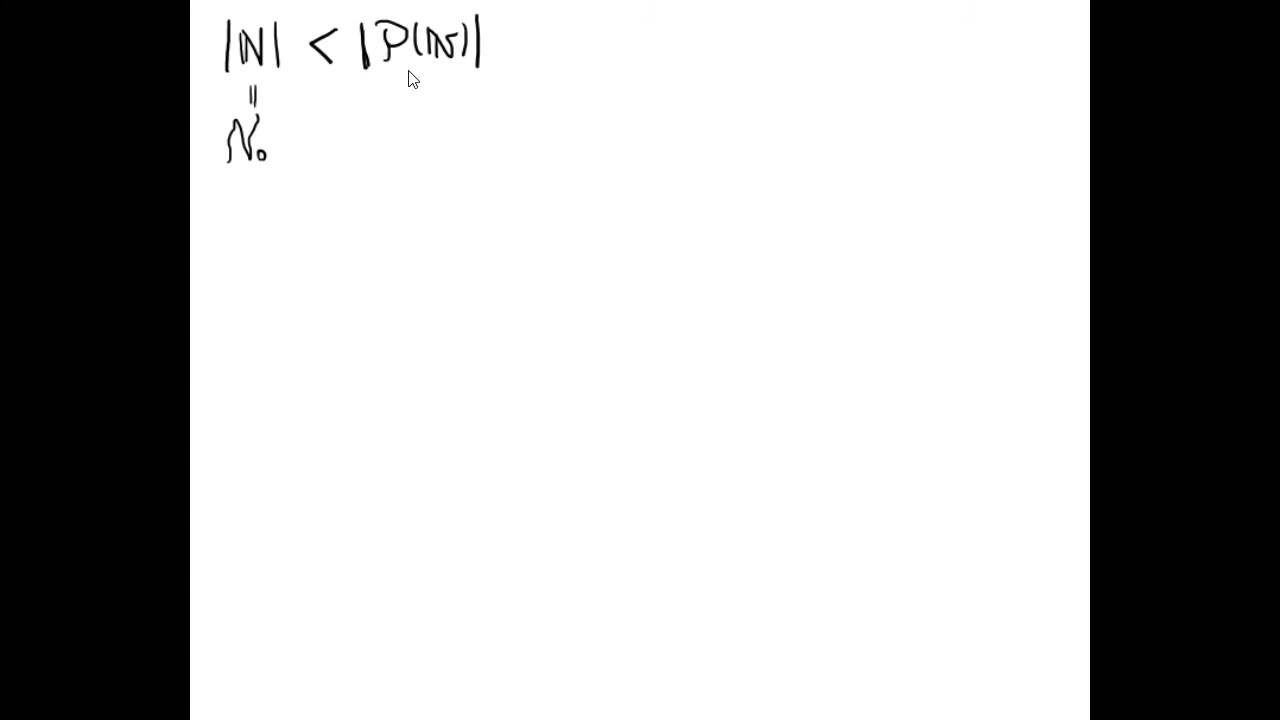 |ℕ| < |𝒫(ℕ)|
=
ℵ₀